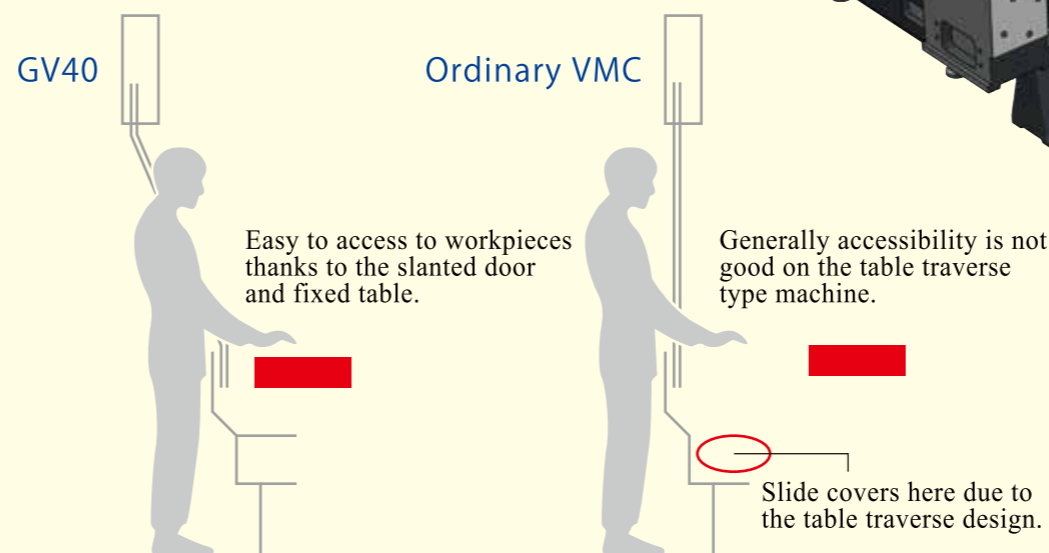 GV40
Ordinary VMC
Easy to access to workpieces
thanks to the slanted door
and fixed table.
Generally accessibility is not
good on the table traverse
type machine.
Slide covers here due to
the table traverse design.